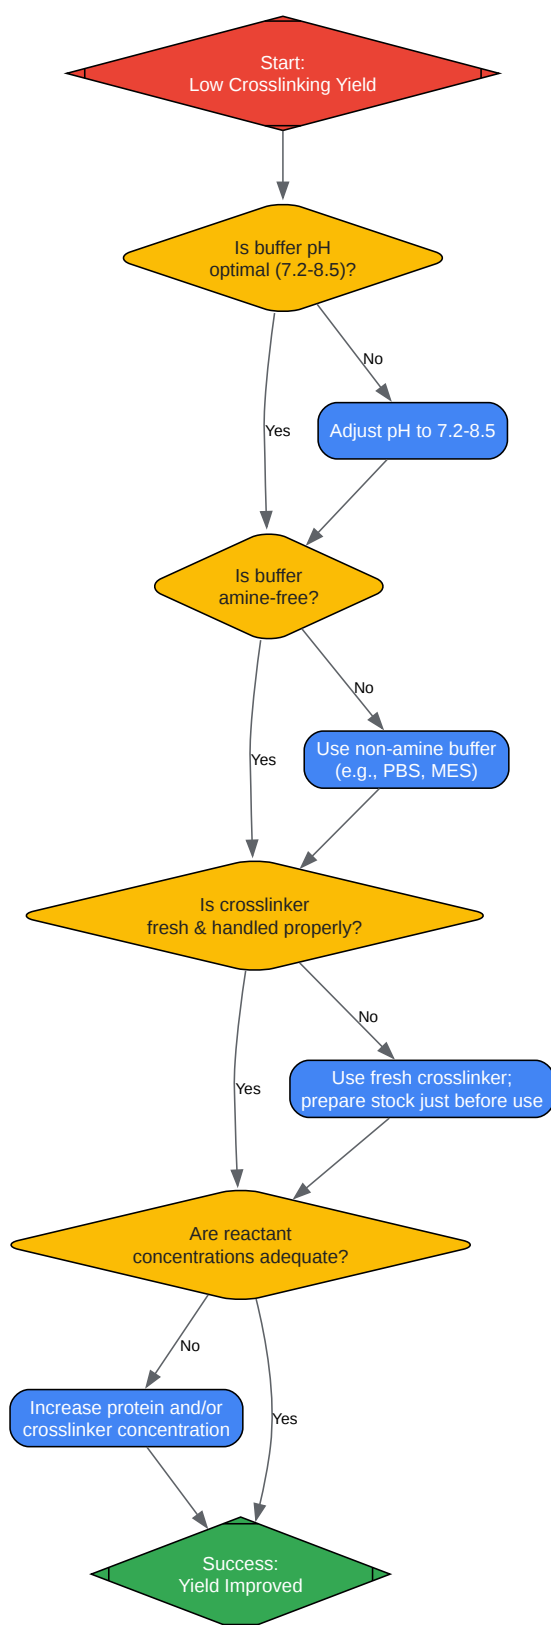 Start:
Low Crosslinking Yield
Is buffer pH
optimal (7.2-8.5)?
No
Adjust pH to 7.2-8.5
Yes
Is buffer
amine-free?
No
Use non-amine buffer
(e.g., PBS, MES)
Yes
Is crosslinker
fresh & handled properly?
No
Use fresh crosslinker;
prepare stock just before use
Yes
Are reactant
concentrations adequate?
No
Increase protein and/or
crosslinker concentration
Yes
Success:
Yield Improved